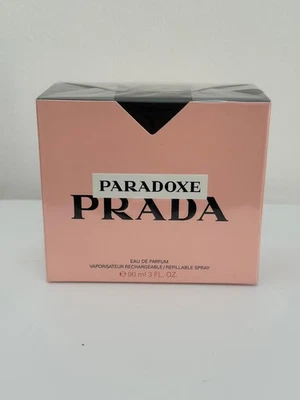 PARADOXE
PRADA
EAU DE PARFUM
VAPORISATEUR RECHARGEABLE / REFILLABLE SPRAY
℮ 90 ml 3 FL. OZ.